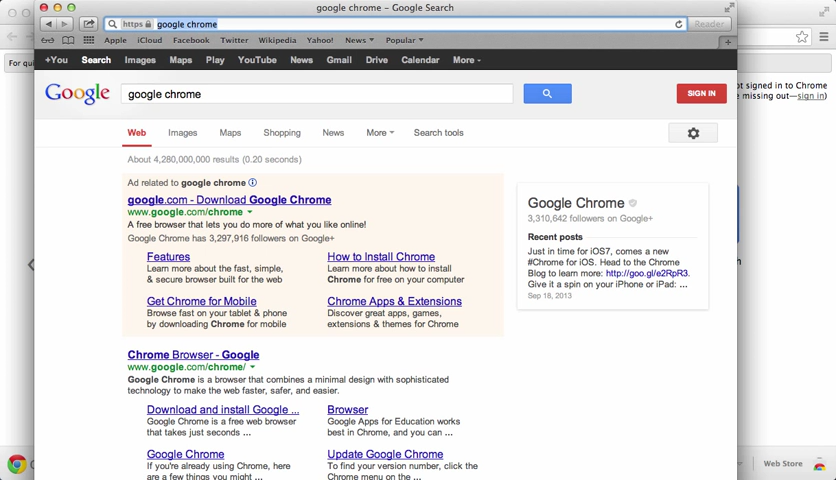 google chrome – Google Search
https google chrome
Reader
Apple iCloud Facebook Twitter Wikipedia Yahoo! News Popular
+You Search Images Maps Play YouTube News Gmail Drive Calendar More
For qui
Google google chrome SIGN IN
ot signed in to Chrome
e missing out—sign in)
Web Images Maps Shopping News More Search tools
About 4,280,000,000 results (0.20 seconds)
Ad related to google chrome
google.com - Download Google Chrome
www.google.com/chrome
A free browser that lets you do more of what you like online!
Google Chrome has 3,297,916 followers on Google+
Features
Learn more about the fast, simple,
& secure browser built for the web
How to Install Chrome
Learn more about how to install
Chrome for free on your computer
Get Chrome for Mobile
Browse fast on your tablet & phone
by downloading Chrome for mobile
Chrome Apps & Extensions
Discover great apps, games,
extensions & themes for Chrome
Google Chrome
3,310,642 followers on Google+
Recent posts
Just in time for iOS7, comes a new
#Chrome for iOS. Head to the Chrome
Blog to learn more: http://goo.gl/e2RpR3.
Give it a spin on your iPhone or iPad: ...
Sep 18, 2013
Chrome Browser - Google
www.google.com/chrome/
Google Chrome is a browser that combines a minimal design with sophisticated
technology to make the web faster, safer, and easier.
Download and install Google ...
Google Chrome is a free web browser
that takes just seconds ...
Browser
Google Apps for Education works
best in Chrome, and you can ...
Google Chrome
If you're already using Chrome, here
are a few things you might ...
Update Google Chrome
To find your version number, click the
Chrome menu on the ...
Web Store